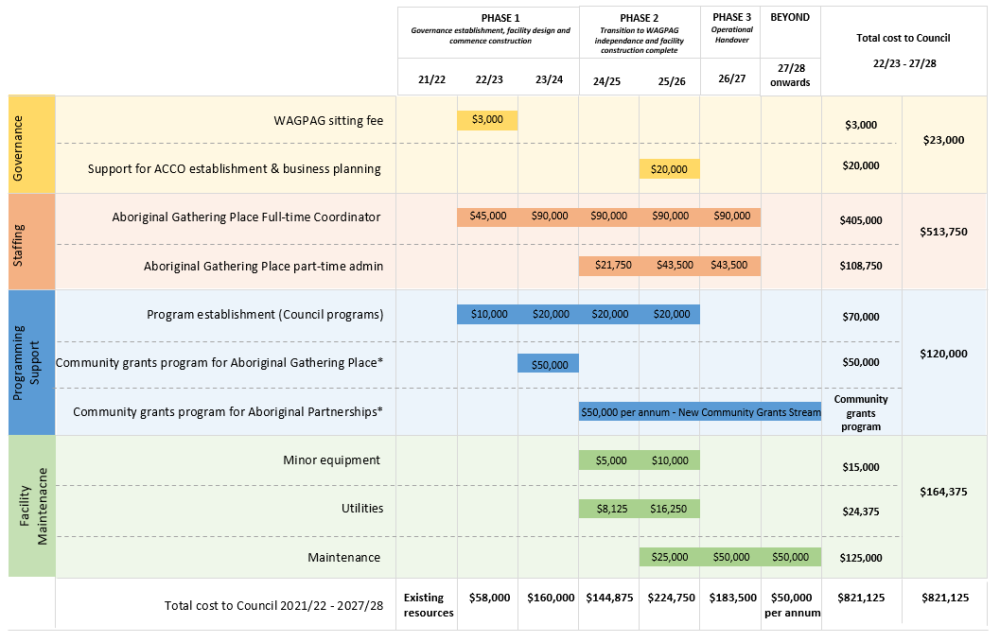 PHASE 1
Governance establishment, facility design and
commence construction
PHASE 2
Transition to WAGPAG
independance and facility
construction complete
PHASE 3
Operational
Handover
BEYOND
Total cost to Council
22/23 - 27/28
21/22
22/23
23/24
24/25
25/26
26/27
27/28
onwards
Governance
WAGPAG sitting fee
$3,000
$3,000
$23,000
Support for ACCO establishment & business planning
$20,000
$20,000
Staffing
Aboriginal Gathering Place Full-time Coordinator
$45,000
$90,000
$90,000
$90,000
$90,000
$405,000
$513,750
Aboriginal Gathering Place part-time admin
$21,750
$43,500
$43,500
$108,750
Programming
Support
Program establishment (Council programs)
$10,000
$20,000
$20,000
$20,000
$70,000
Community grants program for Aboriginal Gathering Place*
$50,000
$50,000
$120,000
Community grants program for Aboriginal Partnerships*
$50,000 per annum - New Community Grants Stream
Community
grants
program
Facility
Maintenacne
Minor equipment
$5,000
$10,000
$15,000
$164,375
Utilities
$8,125
$16,250
$24,375
Maintenance
$25,000
$50,000
$50,000
$125,000
Total cost to Council 2021/22 - 2027/28
Existing
resources
$58,000
$160,000
$144,875
$224,750
$183,500
$50,000
per annum
$821,125
$821,125